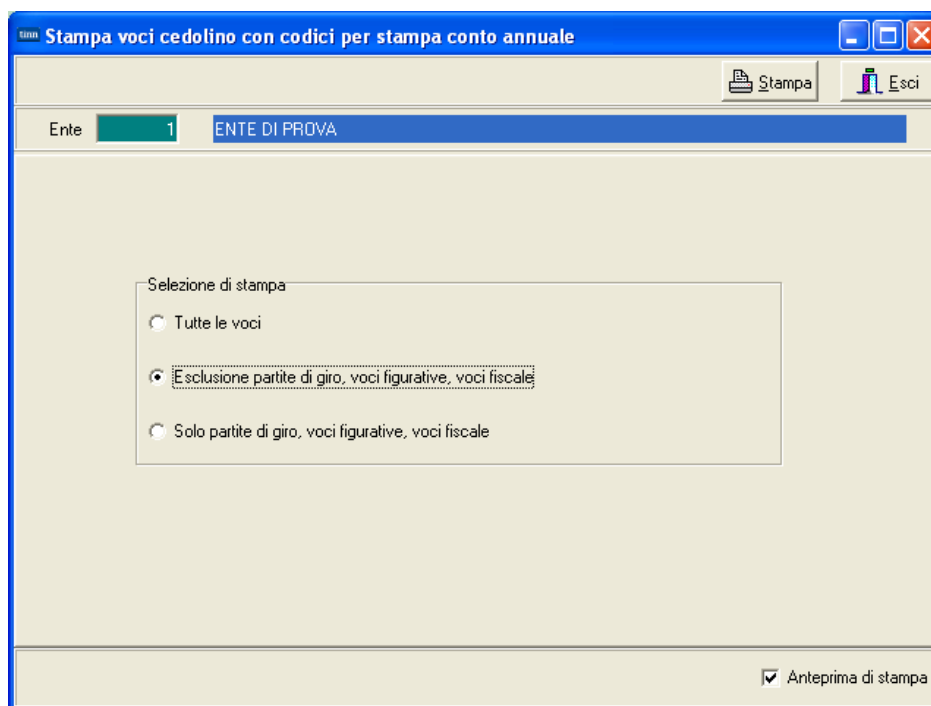 tinn Stampa voci cedolino con codici per stampa conto annuale
Stampa Esci
Ente 1 ENTE DI PROVA
Selezione di stampa
Tutte le voci
Esclusione partite di giro, voci figurative, voci fiscale
Solo partite di giro, voci figurative, voci fiscale
Anteprima di stampa